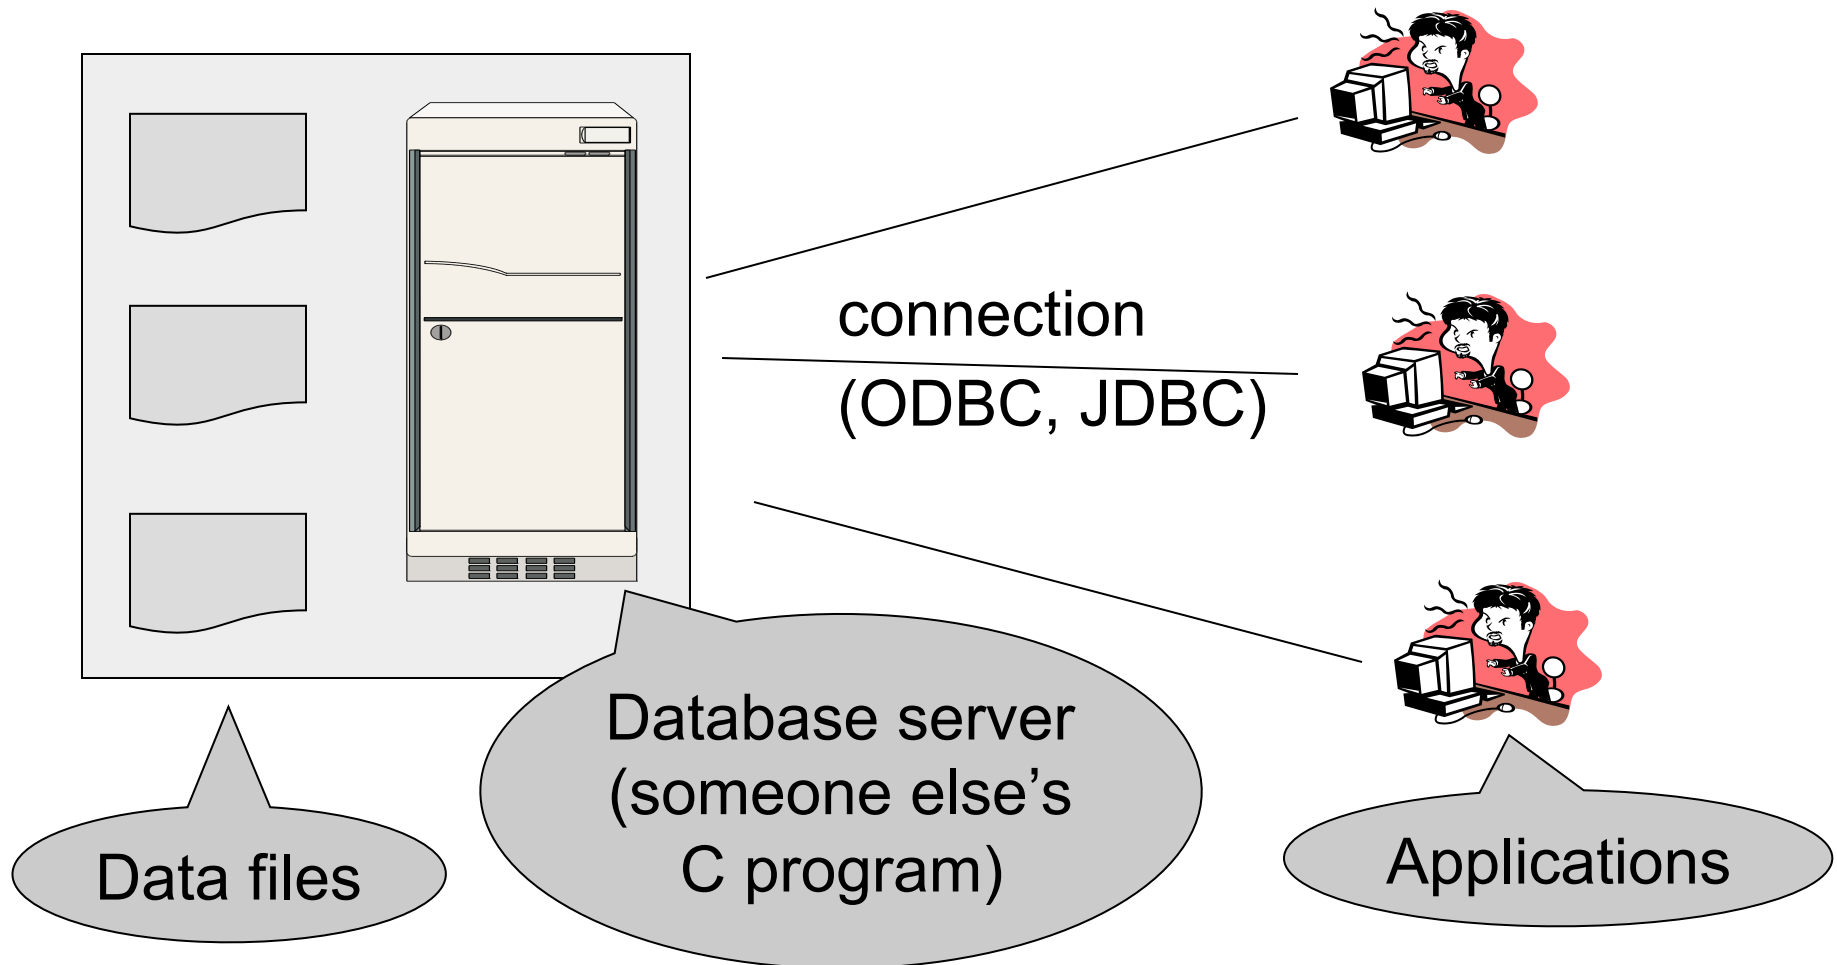 connection
(ODBC, JDBC)
Data files
Database server
(someone else’s
C program)
Applications